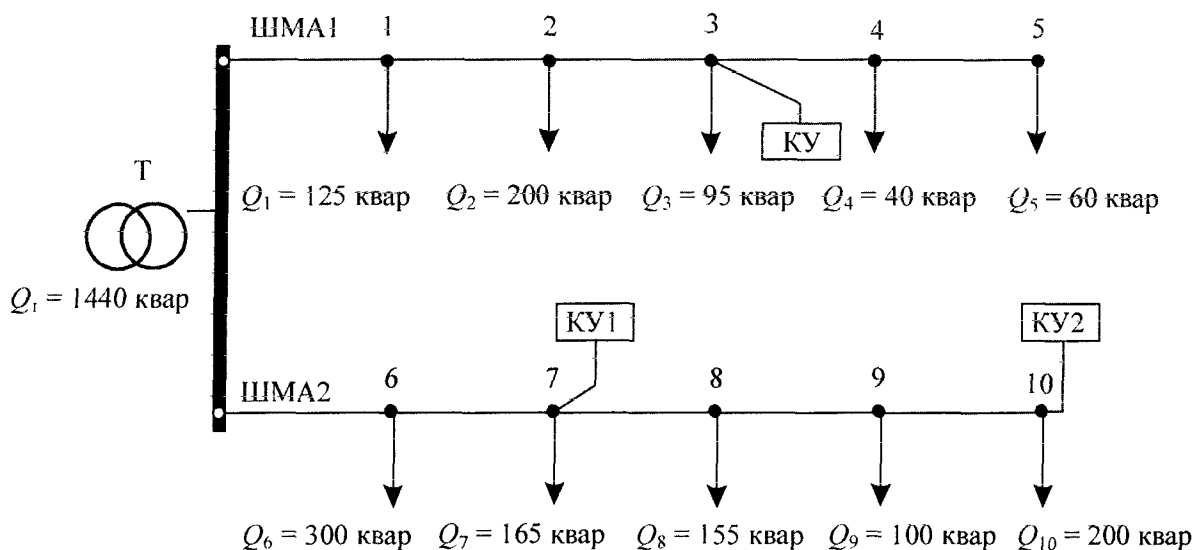 ШМА1 1 2 3 4 5
КУ
Т
Q₁ = 125 квар Q₂ = 200 квар Q₃ = 95 квар Q₄ = 40 квар Q₅ = 60 квар
Qт = 1440 квар
КУ1 КУ2
ШМА2 6 7 8 9 10
Q₆ = 300 квар Q₇ = 165 квар Q₈ = 155 квар Q₉ = 100 квар Q₁₀ = 200 квар